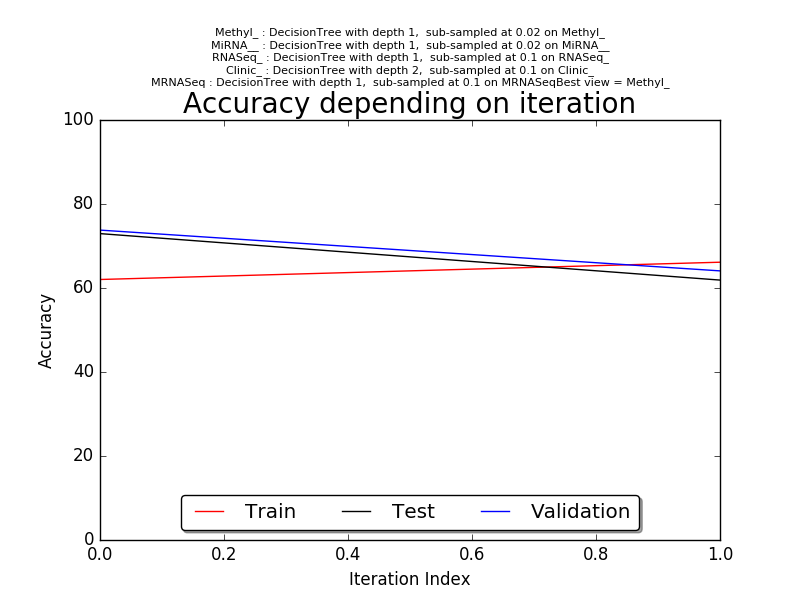 Methyl_ : DecisionTree with depth 1,  sub-sampled at 0.02 on Methyl_
MiRNA__ : DecisionTree with depth 1,  sub-sampled at 0.02 on MiRNA__
RNASeq_ : DecisionTree with depth 1,  sub-sampled at 0.1 on RNASeq_
Clinic_ : DecisionTree with depth 2,  sub-sampled at 0.1 on Clinic_
MRNASeq : DecisionTree with depth 1,  sub-sampled at 0.1 on MRNASeqBest view = Methyl_
Accuracy depending on iteration
100
80
60
40
20
0
Accuracy
Train Test Validation
0.0 0.2 0.4 0.6 0.8 1.0
Iteration Index